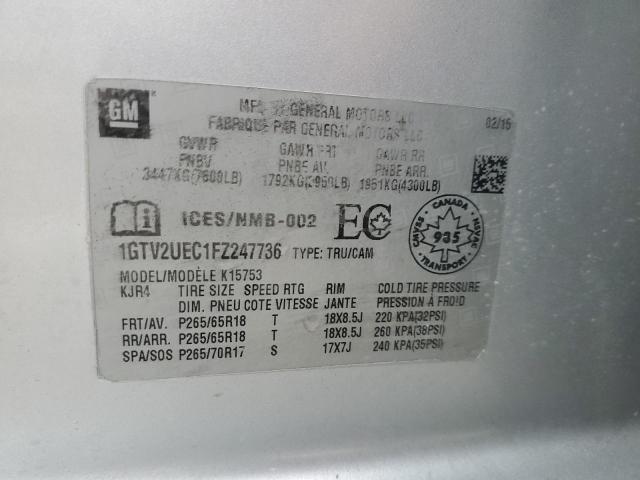 GM
MFD BY GENERAL MOTORS LLC
FABRIQUÉ PAR GENERAL MOTORS LLC
02/15
GVWR GAWR FRT GAWR RR
PNBV PNBE AV. PNBE ARR.
3447KG(7600LB) 1792KG(3950LB) 1951KG(4300LB)
ICES/NMB-002 EC
CANADA
CMVSS 935 NSVAC
TRANSPORT
1GTV2UEC1FZ247736 TYPE: TRU/CAM
MODEL/MODÈLE K15753
KJR4 TIRE SIZE SPEED RTG RIM COLD TIRE PRESSURE
DIM. PNEU COTE VITESSE JANTE PRESSION À FROID
FRT/AV. P265/65R18 T 18X8.5J 220 KPA(32PSI)
RR/ARR. P265/65R18 T 18X8.5J 260 KPA(38PSI)
SPA/SOS P265/70R17 S 17X7J 240 KPA(35PSI)